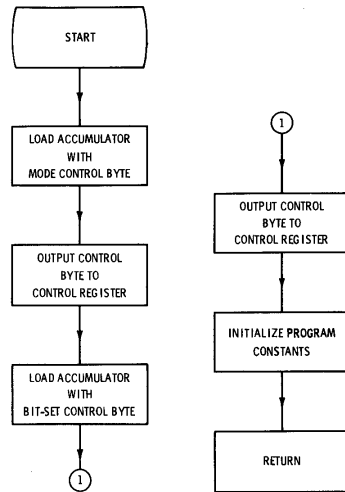 START
LOAD ACCUMULATOR
WITH
MODE CONTROL BYTE
OUTPUT CONTROL
BYTE TO
CONTROL REGISTER
LOAD ACCUMULATOR
WITH
BIT-SET CONTROL BYTE
1
1
OUTPUT CONTROL
BYTE TO
CONTROL REGISTER
INITIALIZE PROGRAM
CONSTANTS
RETURN